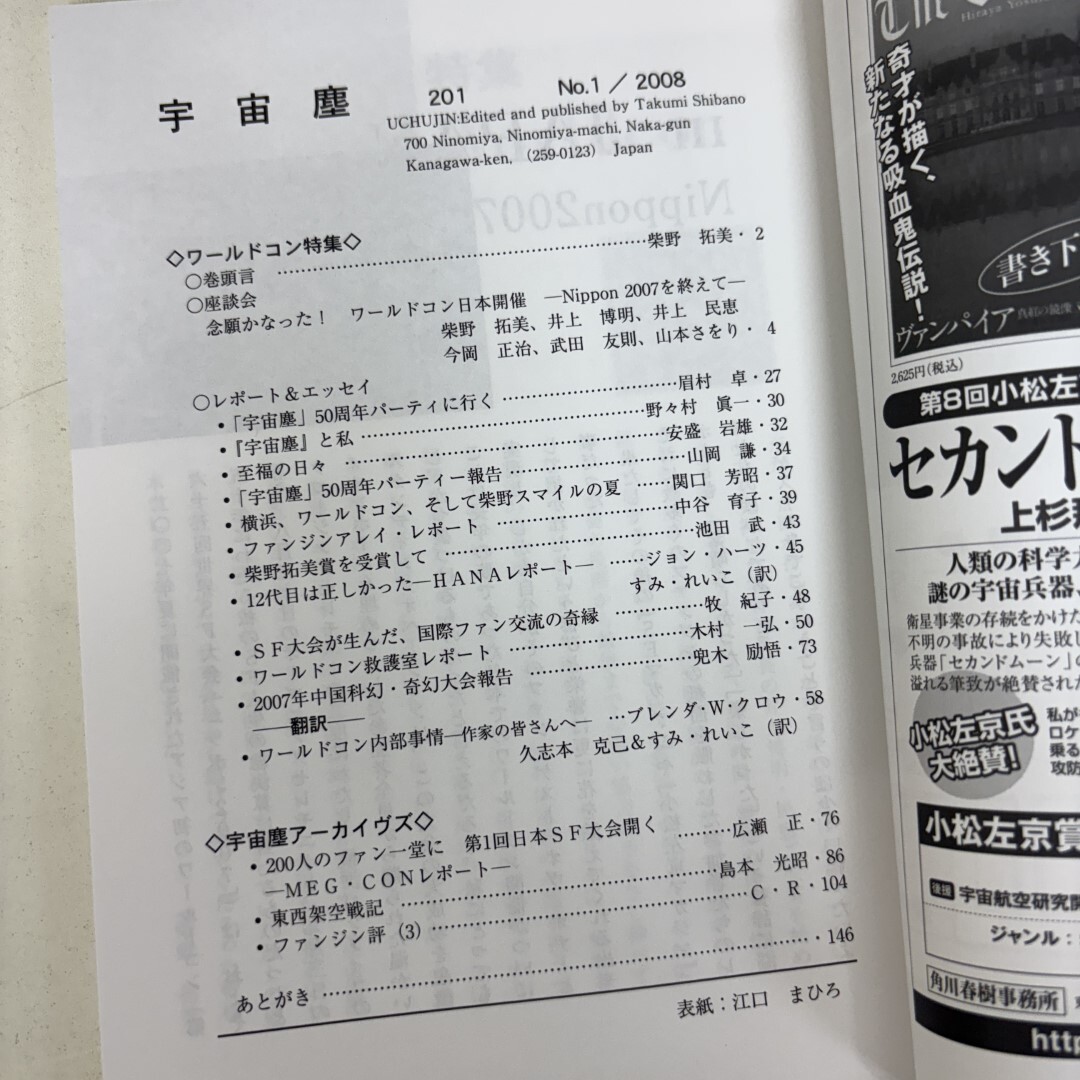 宇宙塵 201 No.1／2008
UCHUJIN:Edited and published by Takumi Shibano
700 Ninomiya, Ninomiya-machi, Naka-gun
Kanagawa-ken, (259-0123) Japan
◇ワールドコン特集◇
○巻頭言 ……柴野 拓美・ 2
○座談会
念願かなった！ ワールドコン日本開催 ―Nippon 2007を終えて―
柴野 拓美、井上 博明、井上 民恵
今岡 正治、武田 友則、山本さをり・ 4
○レポート＆エッセイ
・「宇宙塵」50周年パーティに行く ……眉村 卓・27
・『宇宙塵』と私 ……野々村 眞一・30
・至福の日々 ……安盛 岩雄・32
・「宇宙塵」50周年パーティー報告 ……山岡 謙・34
・横浜、ワールドコン、そして柴野スマイルの夏 ……関口 芳昭・37
・ファンジンアレイ・レポート ……中谷 育子・39
・柴野拓美賞を受賞して ……池田 武・43
・12代目は正しかった―ＨＡＮＡレポート― ……ジョン・ハーツ・45
すみ・れいこ（訳）
・ＳＦ大会が生んだ、国際ファン交流の奇縁 ……牧 紀子・48
・ワールドコン救護室レポート ……木村 一弘・50
・2007年中国科幻・奇幻大会報告 ……兜木 励悟・73
――翻訳――
・ワールドコン内部事情―作家の皆さんへ― …ブレンダ・Ｗ・クロウ・58
久志本 克己＆すみ・れいこ（訳）
◇宇宙塵アーカイヴズ◇
・200人のファン一堂に 第1回日本ＳＦ大会開く ……広瀬 正・76
―ＭＥＧ・ＣＯＮレポート―
・東西架空戦記 ……島本 光昭・86
・ファンジン評（3）……Ｃ・Ｒ・104
あとがき ……・146
表紙：江口 まひろ
Hiraya
奇才が描く、
新たなる吸血鬼伝説！
書き下
ヴァンパイア 真紅の鏡像
2,625円（税込）
第8回小松左
セカンド
上杉
人類の科学
謎の宇宙兵器、
衛星事業の存続をかけた
不明の事故により失敗し
兵器「セカンドムーン」の
溢れる筆致が絶賛された
小松左京氏
大絶賛！
私が
ロケ
乗る
攻防
小松左京賞
後援 宇宙航空研究開
ジャンル：
角川春樹事務所
http